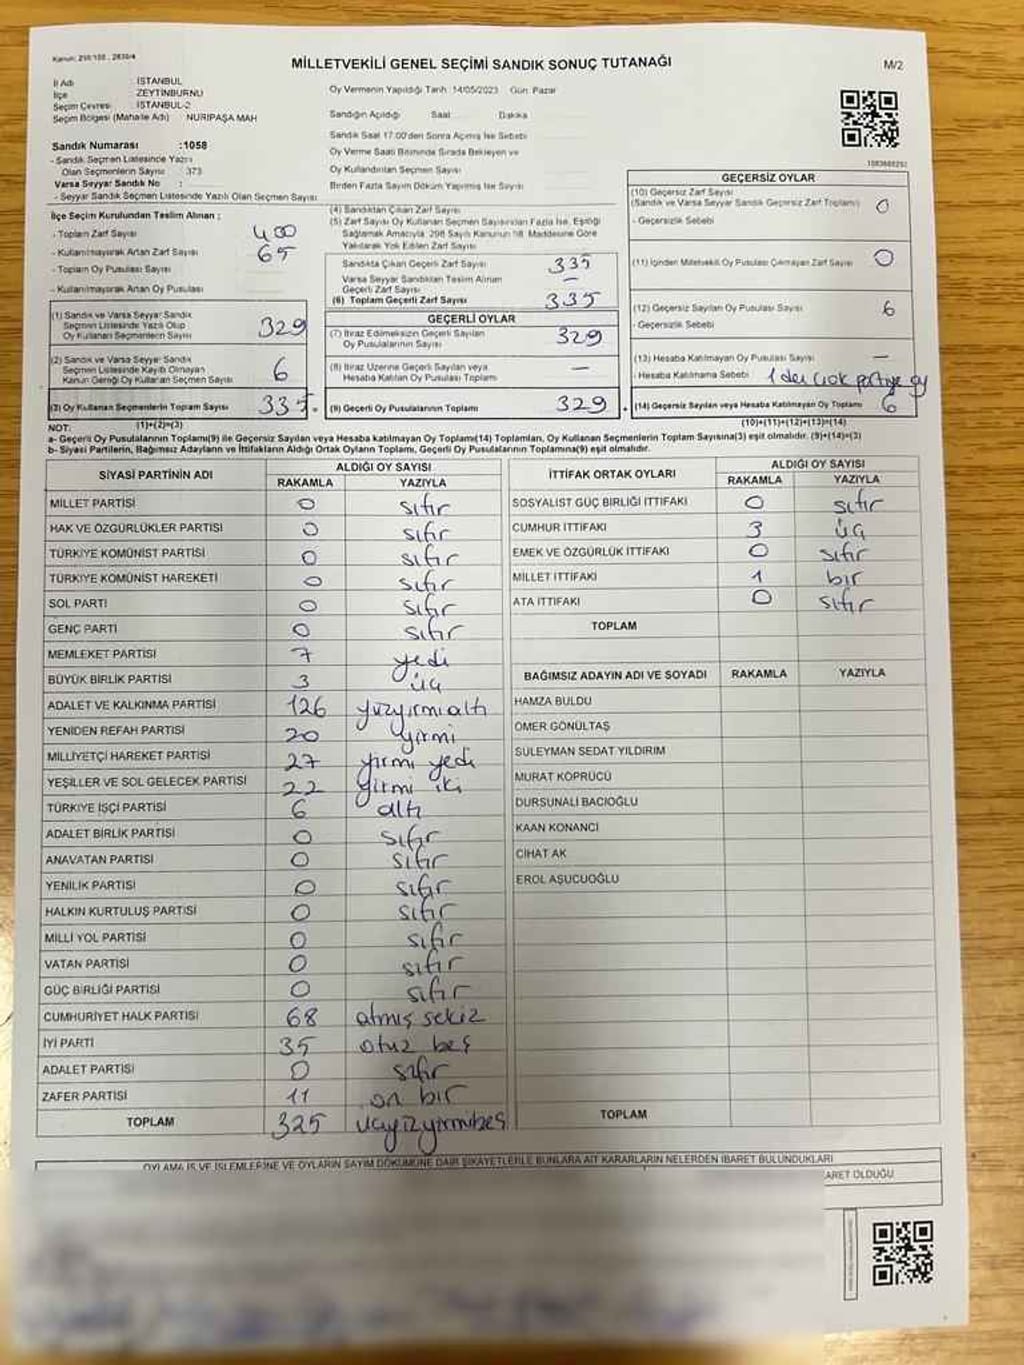 Kanun: 298/105 , 2839/4
MİLLETVEKİLİ GENEL SEÇİMİ SANDIK SONUÇ TUTANAĞI
M/2
İl Adı : İSTANBUL
İlçe : ZEYTİNBURNU
Seçim Çevresi : İSTANBUL-2
Seçim Bölgesi (Mahalle Adı) NURİPAŞA MAH
Sandık Numarası :1058
- Sandık Seçmen Listesinde Yazılı
Olan Seçmenlerin Sayısı : 373
Varsa Seyyar Sandık No :
- Seyyar Sandık Seçmen Listesinde Yazılı Olan Seçmen Sayısı
Oy Vermenin Yapıldığı Tarih :14/05/2023 Gün: Pazar
Sandığın Açıldığı Saat Dakika
Sandık Saat 17:00'den Sonra Açılmış İse Sebebi
Oy Verme Saati Bitiminde Sırada Bekleyen ve
Oy Kullandırılan Seçmen Sayısı
Birden Fazla Sayım Döküm Yapılmış İse Sayısı
İlçe Seçim Kurulundan Teslim Alınan ;
- Toplam Zarf Sayısı 400
- Kullanılmayarak Artan Zarf Sayısı 65
- Toplam Oy Pusulası Sayısı
- Kullanılmayarak Artan Oy Pusulası
(1) Sandık ve Varsa Seyyar Sandık
Seçmen Listesinde Yazılı Olup
Oy Kullanan Seçmenlerin Sayısı 329
(2) Sandık ve Varsa Seyyar Sandık
Seçmen Listesinde Kayıtlı Olmayan
Kanun Gereği Oy Kullanan Seçmen Sayısı 6
(3) Oy Kullanan Seçmenlerin Toplam Sayısı 335
(1)+(2)=(3)
(4) Sandıktan Çıkan Zarf Sayısı
(5) Zarf Sayısı Oy Kullanan Seçmen Sayısından Fazla İse, Eşitliği
Sağlamak Amacıyla, 298 Sayılı Kanunun 98. Maddesine Göre
Yakılarak Yok Edilen Zarf Sayısı
Sandıkta Çıkan Geçerli Zarf Sayısı 335
Varsa Seyyar Sandıktan Teslim Alınan
Geçerli Zarf Sayısı —
(6) Toplam Geçerli Zarf Sayısı 335
GEÇERLİ OYLAR
(7) İtiraz Edilmeksizin Geçerli Sayılan
Oy Pusulalarının Sayısı 329
(8) İtiraz Üzerine Geçerli Sayılan veya
Hesaba Katılan Oy Pusulası Toplamı —
(9) Geçerli Oy Pusulalarının Toplamı 329
GEÇERSİZ OYLAR
(10) Geçersiz Zarf Sayısı
(Sandık ve Varsa Seyyar Sandık Geçersiz Zarf Toplamı) 0
- Geçersizlik Sebebi
(11) İçinden Milletvekili Oy Pusulası Çıkmayan Zarf Sayısı 0
(12) Geçersiz Sayılan Oy Pusulası Sayısı 6
- Geçersizlik Sebebi
(13) Hesaba Katılmayan Oy Pusulası Sayısı —
- Hesaba Katılmama Sebebi 1 den çok partiye oy
(14) Geçersiz Sayılan veya Hesaba Katılmayan Oy Toplamı 6
(10)+(11)+(12)+(13)=(14)
NOT:
a- Geçerli Oy Pusulalarının Toplamı(9) ile Geçersiz Sayılan veya Hesaba katılmayan Oy Toplamı(14) Toplamları, Oy Kullanan Seçmenlerin Toplam Sayısına(3) eşit olmalıdır. (9)+(14)=(3)
b- Siyasi Partilerin, Bağımsız Adayların ve İttifakların Aldığı Ortak Oyların Toplamı, Geçerli Oy Pusulalarının Toplamına(9) eşit olmalıdır.
SİYASİ PARTİNİN ADI
ALDIĞI OY SAYISI
RAKAMLA YAZIYLA
MİLLET PARTİSİ 0 sıfır
HAK VE ÖZGÜRLÜKLER PARTİSİ 0 sıfır
TÜRKİYE KOMÜNİST PARTİSİ 0 sıfır
TÜRKİYE KOMÜNİST HAREKETİ 0 sıfır
SOL PARTİ 0 sıfır
GENÇ PARTİ 0 sıfır
MEMLEKET PARTİSİ 7 yedi
BÜYÜK BİRLİK PARTİSİ 3 üç
ADALET VE KALKINMA PARTİSİ 126 yüzyirmialtı
YENİDEN REFAH PARTİSİ 20 yirmi
MİLLİYETÇİ HAREKET PARTİSİ 27 yirmi yedi
YEŞİLLER VE SOL GELECEK PARTİSİ 22 yirmi iki
TÜRKİYE İŞÇİ PARTİSİ 6 altı
ADALET BİRLİK PARTİSİ 0 sıfır
ANAVATAN PARTİSİ 0 sıfır
YENİLİK PARTİSİ 0 sıfır
HALKIN KURTULUŞ PARTİSİ 0 sıfır
MİLLİ YOL PARTİSİ 0 sıfır
VATAN PARTİSİ 0 sıfır
GÜÇ BİRLİĞİ PARTİSİ 0 sıfır
CUMHURİYET HALK PARTİSİ 68 atmış sekiz
İYİ PARTİ 35 otuz beş
ADALET PARTİSİ 0 sıfır
ZAFER PARTİSİ 11 on bir
TOPLAM 325 üçyüzyirmibeş
İTTİFAK ORTAK OYLARI
ALDIĞI OY SAYISI
RAKAMLA YAZIYLA
SOSYALİST GÜÇ BİRLİĞİ İTTİFAKI 0 sıfır
CUMHUR İTTİFAKI 3 üç
EMEK VE ÖZGÜRLÜK İTTİFAKI 0 sıfır
MİLLET İTTİFAKI 1 bir
ATA İTTİFAKI 0 sıfır
TOPLAM
BAĞIMSIZ ADAYIN ADI VE SOYADI RAKAMLA YAZIYLA
HAMZA BULDU
ÖMER GÖNÜLTAŞ
SÜLEYMAN SEDAT YILDIRIM
MURAT KÖPRÜCÜ
DURSUNALİ BACIOĞLU
KAAN KONANCİ
CİHAT AK
EROL AŞUCUOĞLU
TOPLAM
OYLAMA İŞ VE İŞLEMLERİNE VE OYLARIN SAYIM DÖKÜMÜNE DAİR ŞİKAYETLERLE BUNLARA AİT KARARLARIN NELERDEN İBARET BULUNDUKLARI
ARET OLDUĞU